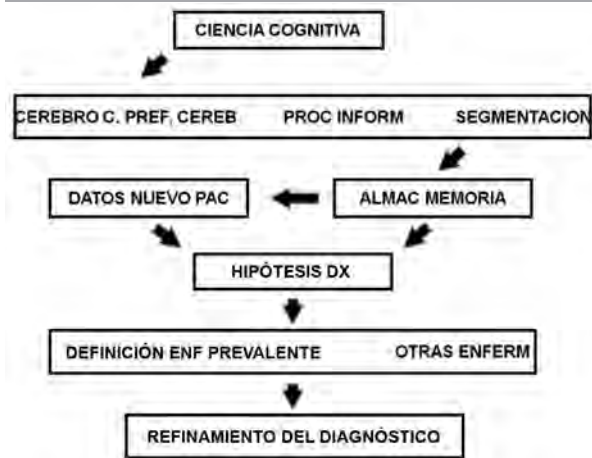 CIENCIA COGNITIVA
CEREBRO C. PREF, CEREB PROC INFORM SEGMENTACION
DATOS NUEVO PAC ALMAC MEMORIA
HIPÓTESIS DX
DEFINICIÓN ENF PREVALENTE OTRAS ENFERM
REFINAMIENTO DEL DIAGNÓSTICO